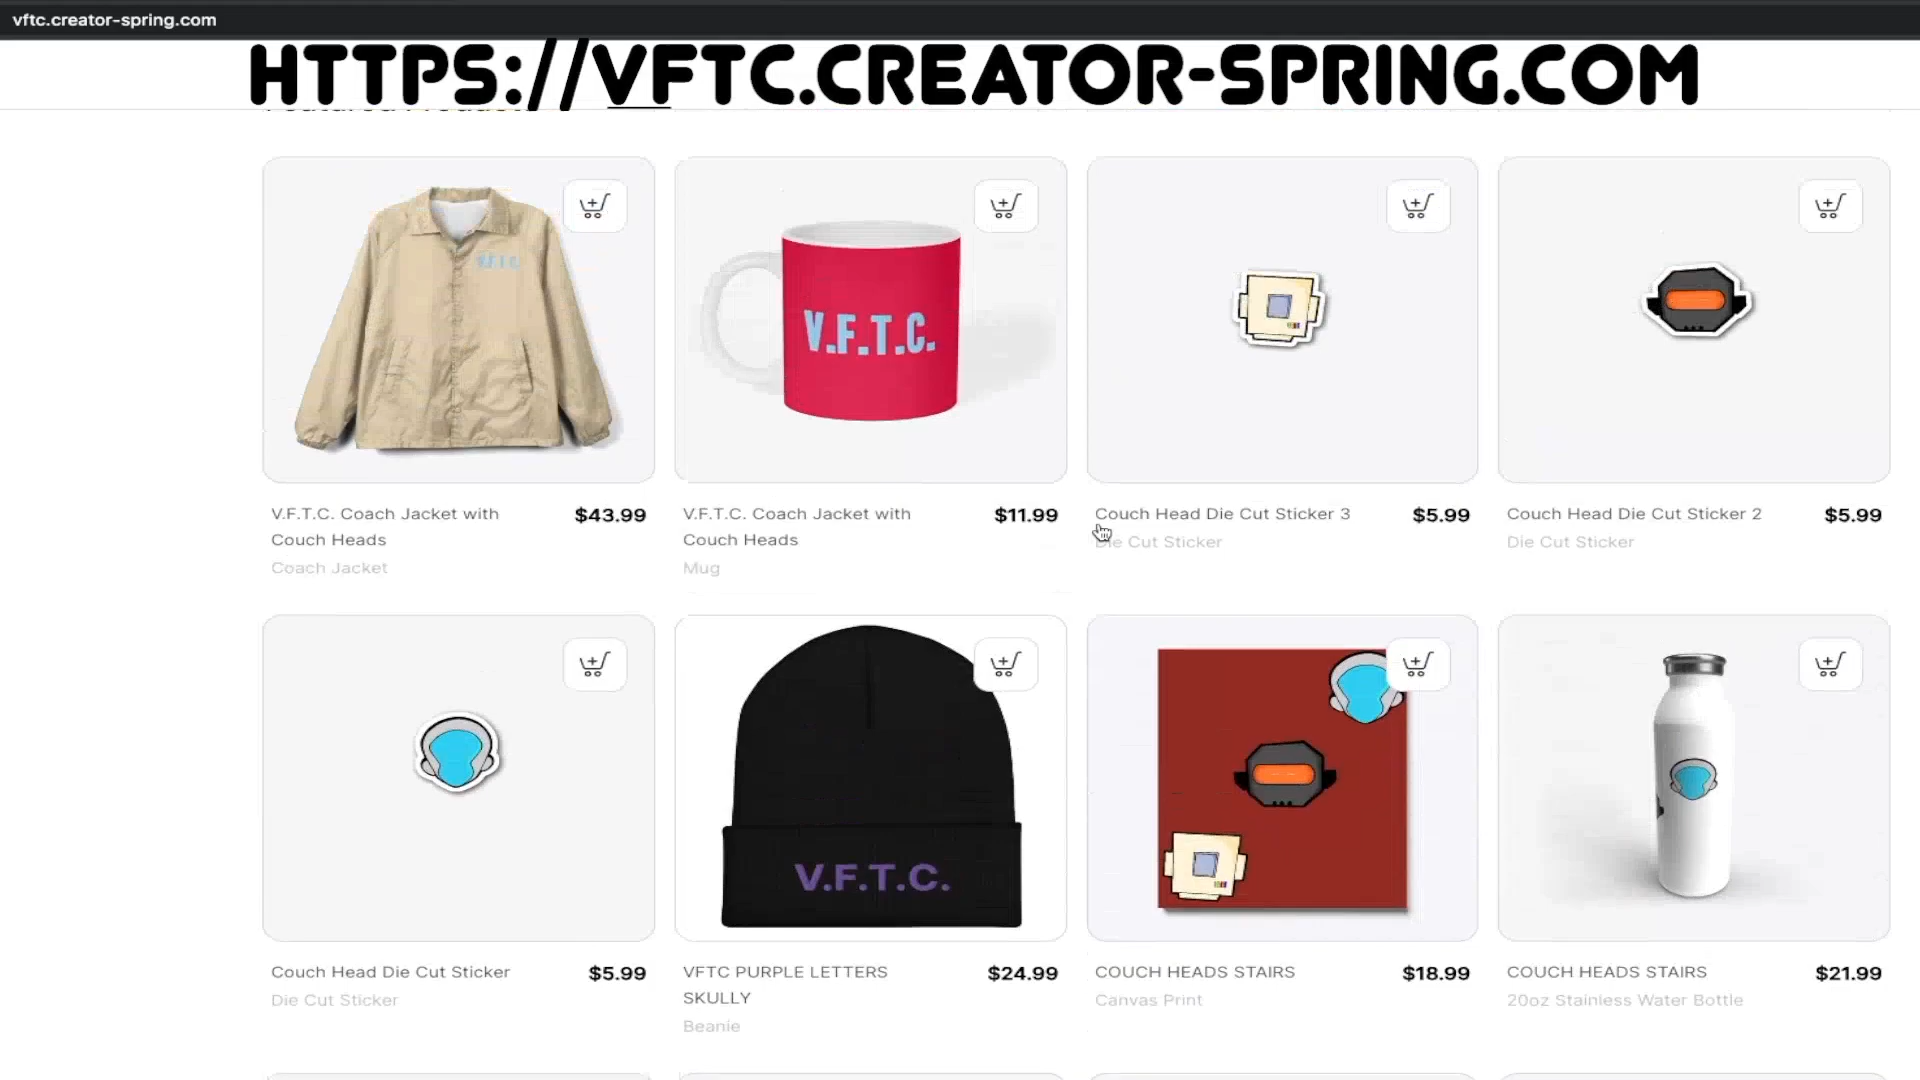 vftc.creator-spring.com
HTTPS://VFTC.CREATOR-SPRING.COM
V.F.T.C.
V.F.T.C.
V.F.T.C. Coach Jacket with $43.99
Couch Heads
Coach Jacket
V.F.T.C. Coach Jacket with $11.99
Couch Heads
Mug
Couch Head Die Cut Sticker 3 $5.99
Die Cut Sticker
Couch Head Die Cut Sticker 2 $5.99
Die Cut Sticker
V.F.T.C.
Couch Head Die Cut Sticker $5.99
Die Cut Sticker
VFTC PURPLE LETTERS $24.99
SKULLY
Beanie
COUCH HEADS STAIRS $18.99
Canvas Print
COUCH HEADS STAIRS $21.99
20oz Stainless Water Bottle